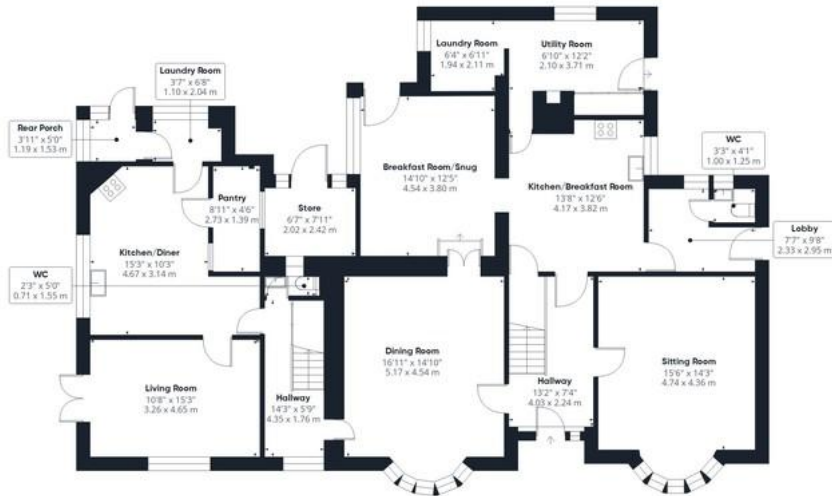 Laundry Room
6'4" x 6'11"
1.94 x 2.11 m
Utility Room
6'10" x 12'2"
2.10 x 3.71 m
Laundry Room
3'7" x 6'8"
1.10 x 2.04 m
Rear Porch
3'11" x 5'0"
1.19 x 1.53 m
WC
3'3" x 4'1"
1.00 x 1.25 m
Breakfast Room/Snug
14'10" x 12'5"
4.54 x 3.80 m
Kitchen/Breakfast Room
13'8" x 12'6"
4.17 x 3.82 m
Pantry
8'11" x 4'6"
2.73 x 1.39 m
Store
6'7" x 7'11"
2.02 x 2.42 m
Lobby
7'7" x 9'8"
2.33 x 2.95 m
Kitchen/Diner
15'3" x 10'3"
4.67 x 3.14 m
WC
2'3" x 5'0"
0.71 x 1.55 m
Dining Room
16'11" x 14'10"
5.17 x 4.54 m
Sitting Room
15'6" x 14'3"
4.74 x 4.36 m
Living Room
10'8" x 15'3"
3.26 x 4.65 m
Hallway
14'3" x 5'9"
4.35 x 1.76 m
Hallway
13'2" x 7'4"
4.03 x 2.24 m